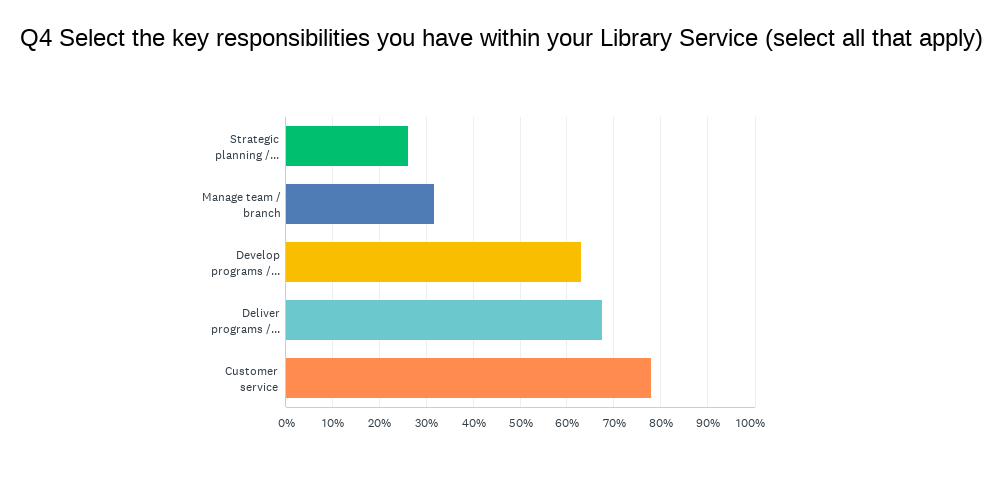 Q4 Select the key responsibilities you have within your Library Service (select all that apply)
Strategic
planning /...
Manage team /
branch
Develop
programs /...
Deliver
programs /...
Customer
service
0% 10% 20% 30% 40% 50% 60% 70% 80% 90% 100%